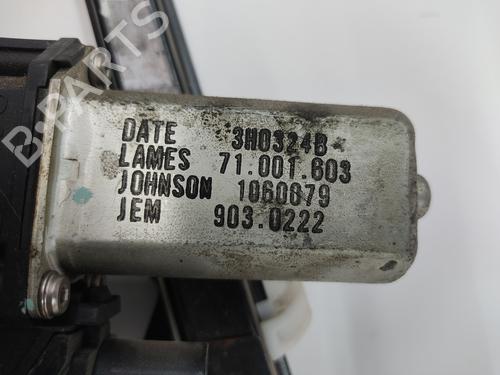 B-PARTS
DATE 3H0324B
LAMES 71.001.603
JOHNSON 1060879
JEM 903.0222